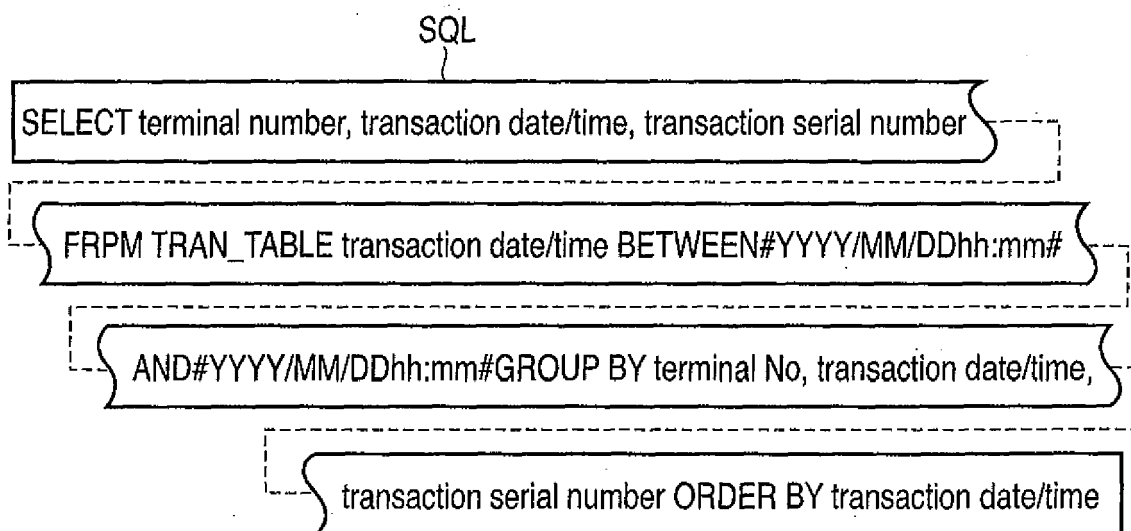 SQL
SELECT terminal number, transaction date/time, transaction serial number
FRPM TRAN_TABLE transaction date/time BETWEEN#YYYY/MM/DDhh:mm#
AND#YYYY/MM/DDhh:mm#GROUP BY terminal No, transaction date/time,
transaction serial number ORDER BY transaction date/time